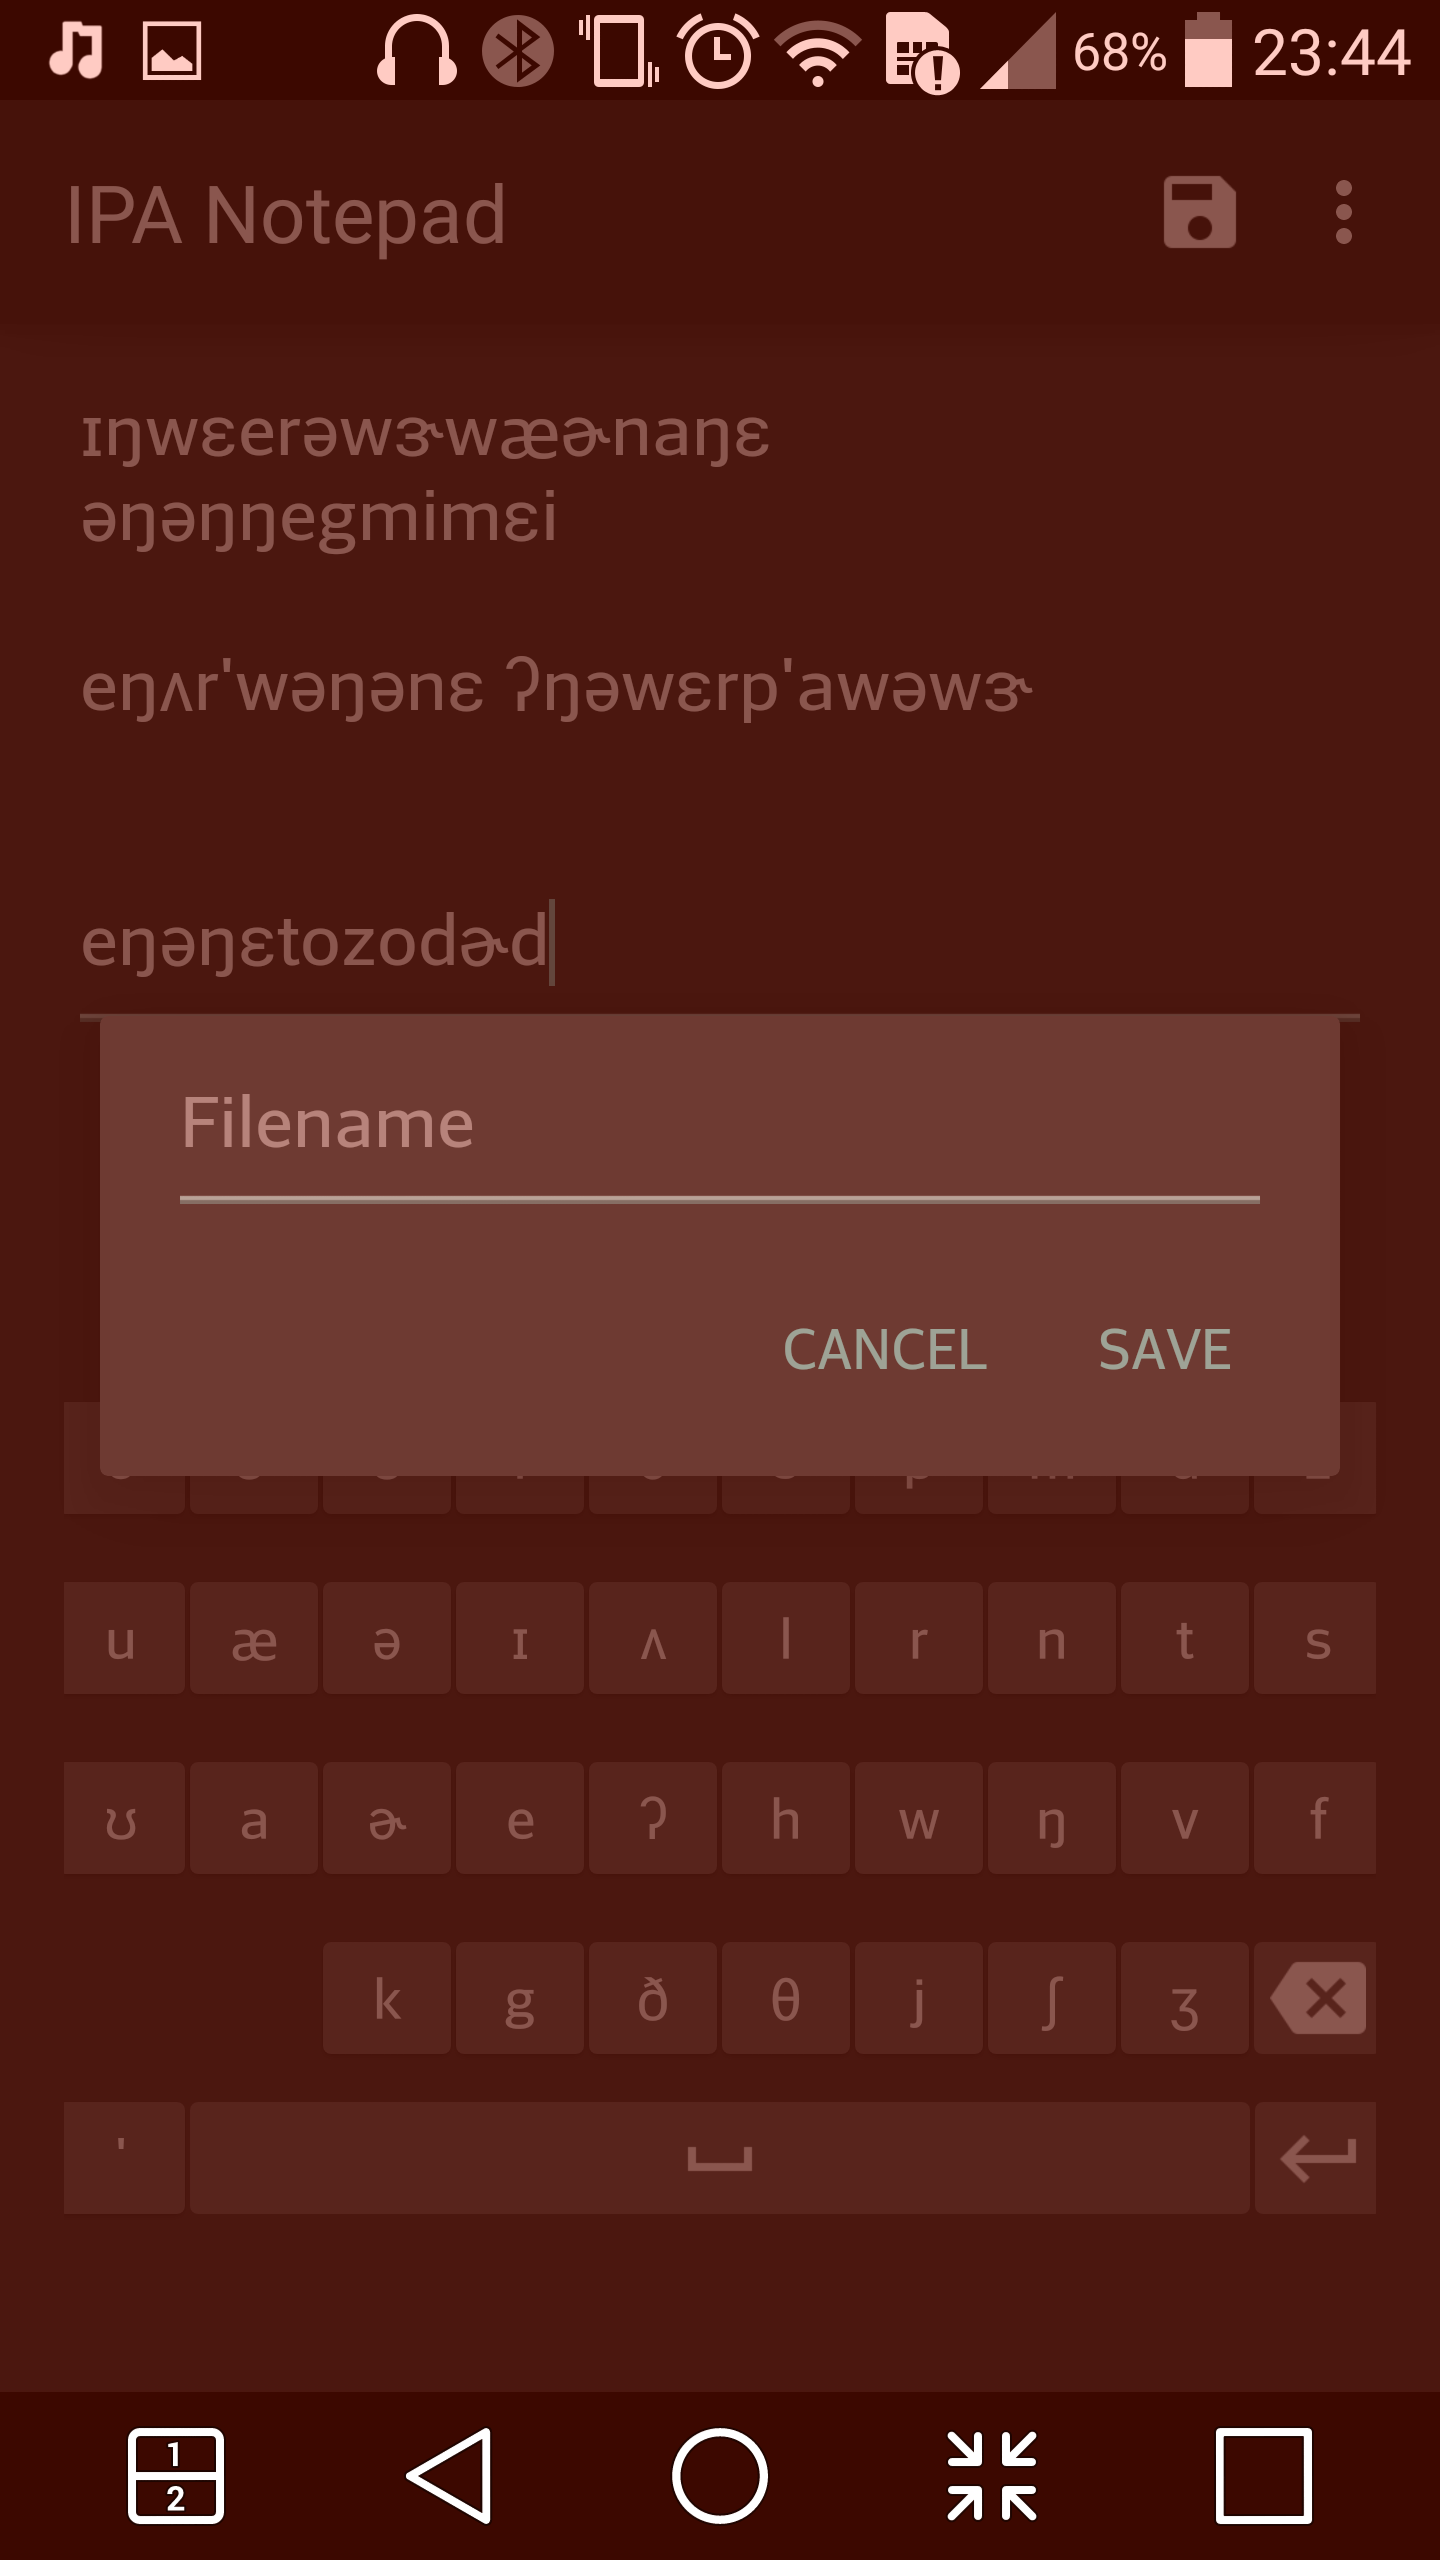 68% 23:44
IPA Notepad
ɪŋwɛerəwɝwæɚnaŋɛ
əŋəŋŋegmimɛi
eŋʌr'wəŋənɛ ʔŋəwɛrp'awəwɝ
eŋəŋɛtozodɚd
Filename
CANCEL SAVE
u æ ə ɪ ʌ l r n t s
ʊ a ɚ e ʔ h w ŋ v f
k g ð θ j ʃ ʒ
'
1
2